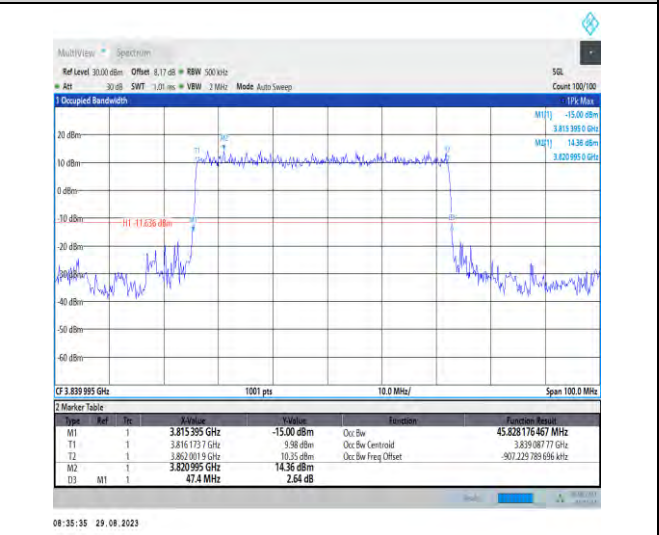 MultiView Spectrum
Ref Level 30.00 dBm Offset 8.17 dB RBW 500 kHz SGL
Att 30 dB SWT 1.01 ms VBW 2 MHz Mode Auto Sweep Count 100/100
1 Occupied Bandwidth 1Pk Max
M1[1] -15.00 dBm
3.815 395 0 GHz
M2[1] 14.36 dBm
3.820 995 0 GHz
20 dBm
T1 M2 T2
10 dBm
0 dBm
-10 dBm
H1 -11.636 dBm M1 D3
-20 dBm
-30 dBm
-40 dBm
-50 dBm
-60 dBm
CF 3.839 995 GHz 1001 pts 10.0 MHz/ Span 100.0 MHz
2 Marker Table
Type Ref Trc X-Value Y-Value Function Function Result
M1 1 3.815 395 GHz -15.00 dBm Occ Bw 45.828 176 467 MHz
T1 1 3.816 173 7 GHz 9.98 dBm Occ Bw Centroid 3.839 087 77 GHz
T2 1 3.862 001 9 GHz 10.35 dBm Occ Bw Freq Offset -907.229 789 696 kHz
M2 1 3.820 995 GHz 14.36 dBm
D3 M1 1 47.4 MHz 2.64 dB
08:35:35 29.08.2023